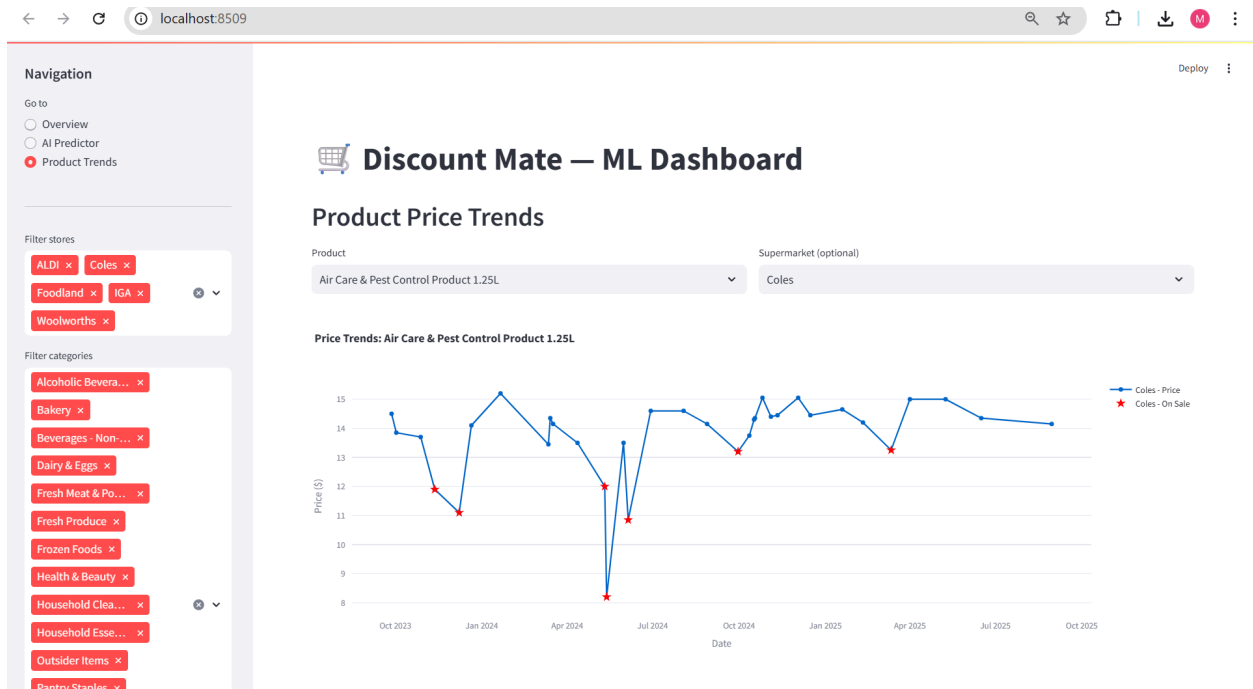 localhost:8509
M
Navigation
Go to
Overview
AI Predictor
Product Trends
Filter stores
ALDI ×
Coles ×
Foodland ×
IGA ×
Woolworths ×
Filter categories
Alcoholic Bevera... ×
Bakery ×
Beverages - Non-... ×
Dairy & Eggs ×
Fresh Meat & Po... ×
Fresh Produce ×
Frozen Foods ×
Health & Beauty ×
Household Clea... ×
Household Esse... ×
Outsider Items ×
Pantry Staples ×
Deploy
Discount Mate — ML Dashboard
Product Price Trends
Product
Air Care & Pest Control Product 1.25L
Supermarket (optional)
Coles
Price Trends: Air Care & Pest Control Product 1.25L
Coles - Price
Coles - On Sale
15
14
13
12
11
10
9
8
Price ($)
Oct 2023
Jan 2024
Apr 2024
Jul 2024
Oct 2024
Jan 2025
Apr 2025
Jul 2025
Oct 2025
Date